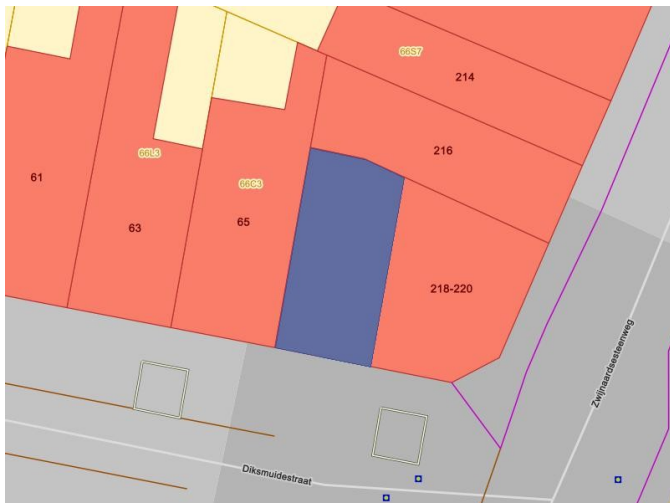 66S7
214
216
66L3
66C3
61
63
65
218-220
Zwijnaardsesteenweg
Diksmuidestraat